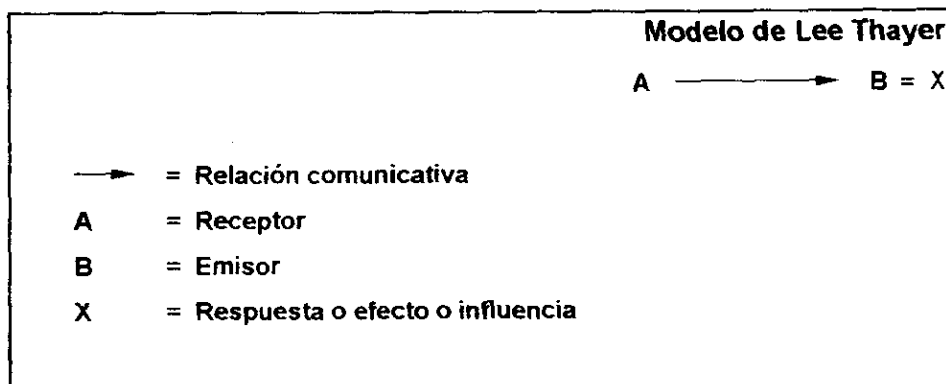 Modelo de Lee Thayer
A → B = X
→ = Relación comunicativa
A = Receptor
B = Emisor
X = Respuesta o efecto o influencia